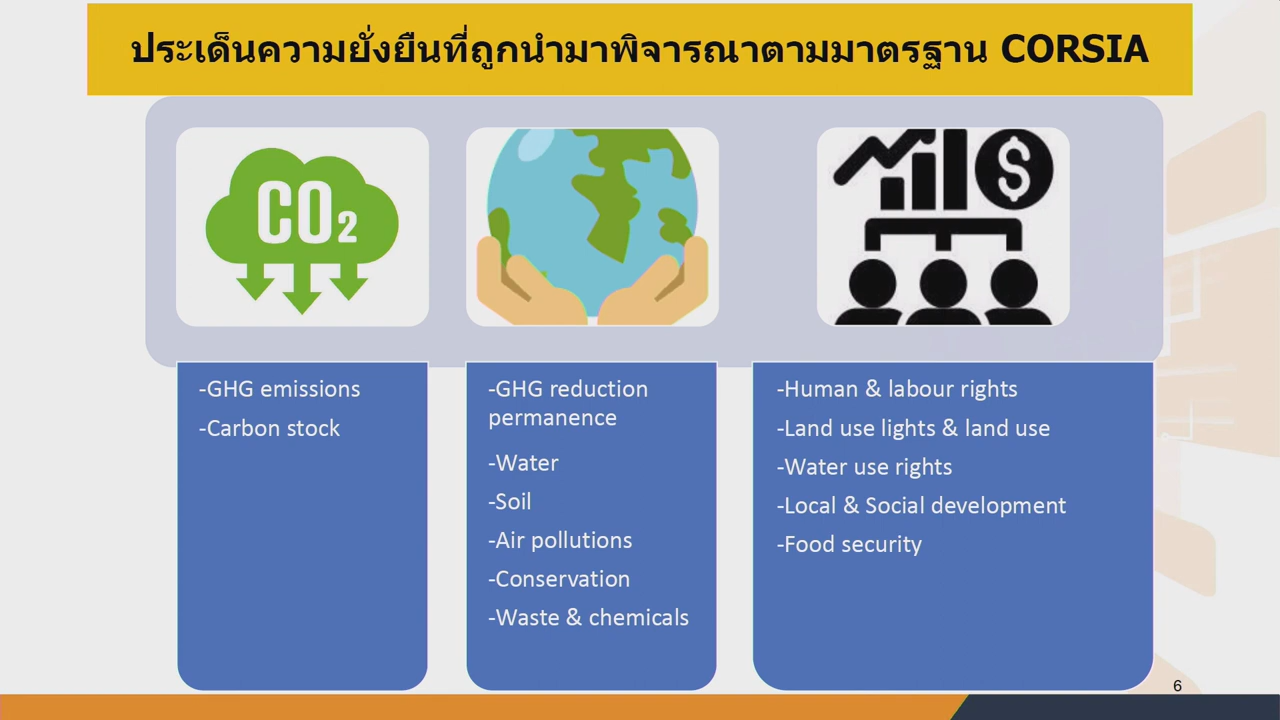 ประเด็นความยั่งยืนที่ถูกนำมาพิจารณาตามมาตรฐาน CORSIA
CO2
$
-GHG emissions
-Carbon stock
-GHG reduction
permanence
-Water
-Soil
-Air pollutions
-Conservation
-Waste & chemicals
-Human & labour rights
-Land use lights & land use
-Water use rights
-Local & Social development
-Food security
6